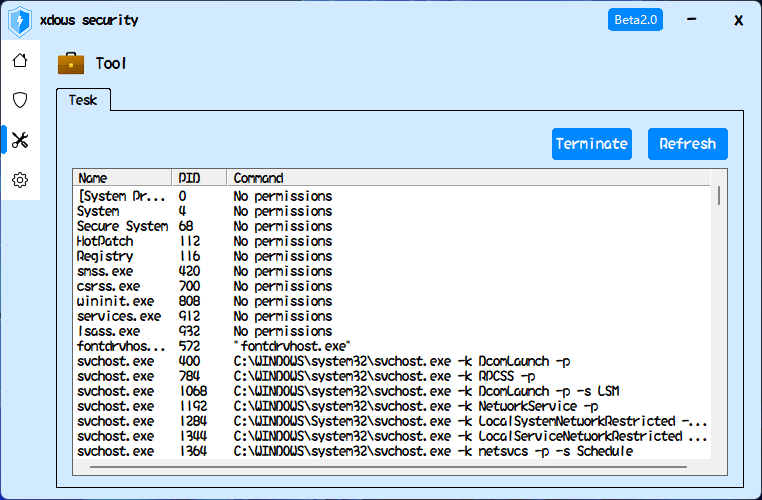 xdous security Beta2.0 - x
Tool
Tesk
Terminate Refresh
Name PID Command
[System Pr... 0 No permissions
System 4 No permissions
Secure System 68 No permissions
HotPatch 112 No permissions
Registry 116 No permissions
smss.exe 420 No permissions
csrss.exe 700 No permissions
wininit.exe 808 No permissions
services.exe 912 No permissions
lsass.exe 932 No permissions
fontdrvhos... 572 "fontdrvhost.exe"
svchost.exe 400 C:\WINDOWS\system32\svchost.exe -k DcomLaunch -p
svchost.exe 784 C:\WINDOWS\system32\svchost.exe -k RPCSS -p
svchost.exe 1068 C:\WINDOWS\system32\svchost.exe -k DcomLaunch -p -s LSM
svchost.exe 1192 C:\WINDOWS\system32\svchost.exe -k NetworkService -p
svchost.exe 1284 C:\WINDOWS\system32\svchost.exe -k LocalSystemNetworkRestricted -...
svchost.exe 1344 C:\WINDOWS\system32\svchost.exe -k LocalServiceNetworkRestricted ...
svchost.exe 1364 C:\WINDOWS\system32\svchost.exe -k netsvcs -p -s Schedule